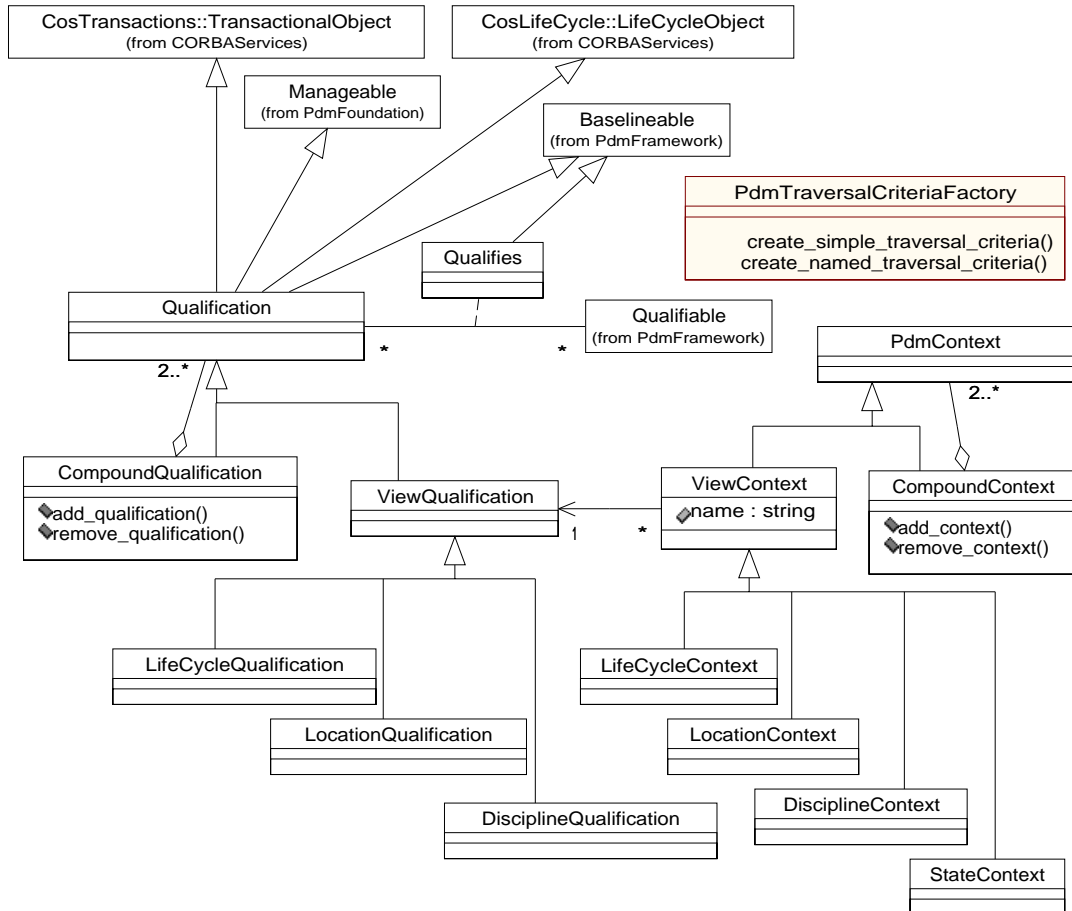 CosTransactions::TransactionalObject
(from CORBAServices)
CosLifeCycle::LifeCycleObject
(from CORBAServices)
Manageable
(from PdmFoundation)
Baselineable
(from PdmFramework)
PdmTraversalCriteriaFactory
create_simple_traversal_criteria()
create_named_traversal_criteria()
Qualifies
Qualification
Qualifiable
(from PdmFramework)
*
*
PdmContext
2..*
2..*
CompoundQualification
add_qualification()
remove_qualification()
ViewQualification
1
*
ViewContext
name : string
CompoundContext
add_context()
remove_context()
LifeCycleQualification
LifeCycleContext
LocationQualification
LocationContext
DisciplineQualification
DisciplineContext
StateContext